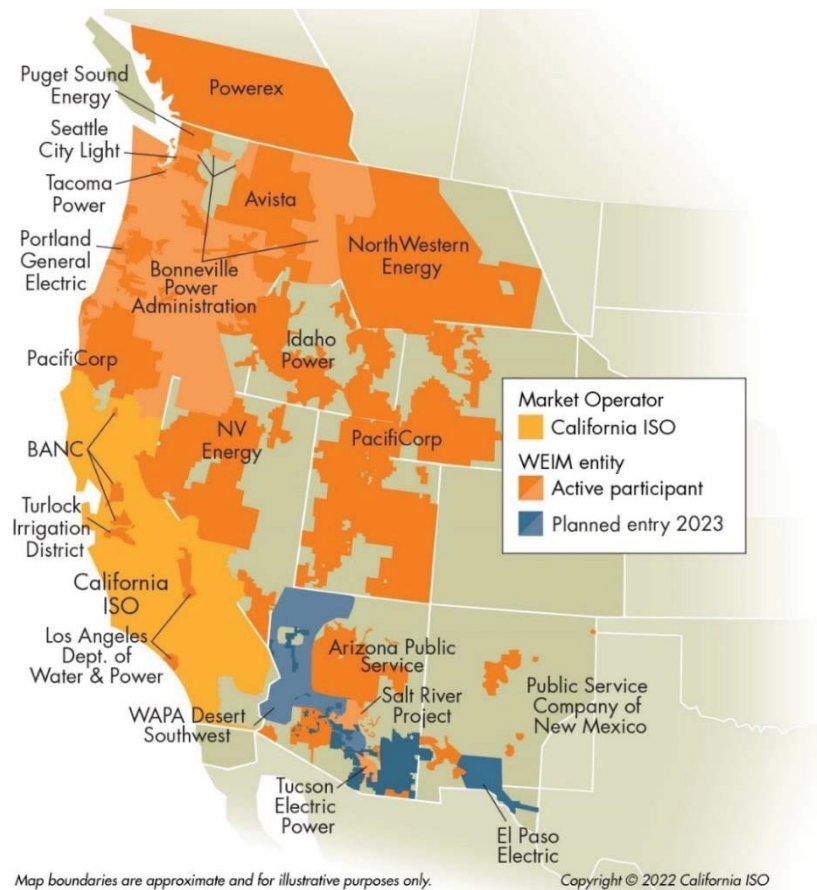 Puget Sound
Energy
Powerex
Seattle
City Light
Tacoma
Power
Avista
Portland
General
Electric
Bonneville
Power
Administration
NorthWestern
Energy
Idaho
Power
PacifiCorp
NV
Energy
PacifiCorp
BANC
Turlock
Irrigation
District
California
ISO
Los Angeles
Dept. of
Water & Power
WAPA Desert
Southwest
Arizona Public
Service
Salt River
Project
Public Service
Company of
New Mexico
Tucson
Electric
Power
El Paso
Electric
Market Operator
California ISO
WEIM entity
Active participant
Planned entry 2023
Map boundaries are approximate and for illustrative purposes only.
Copyright © 2022 California ISO